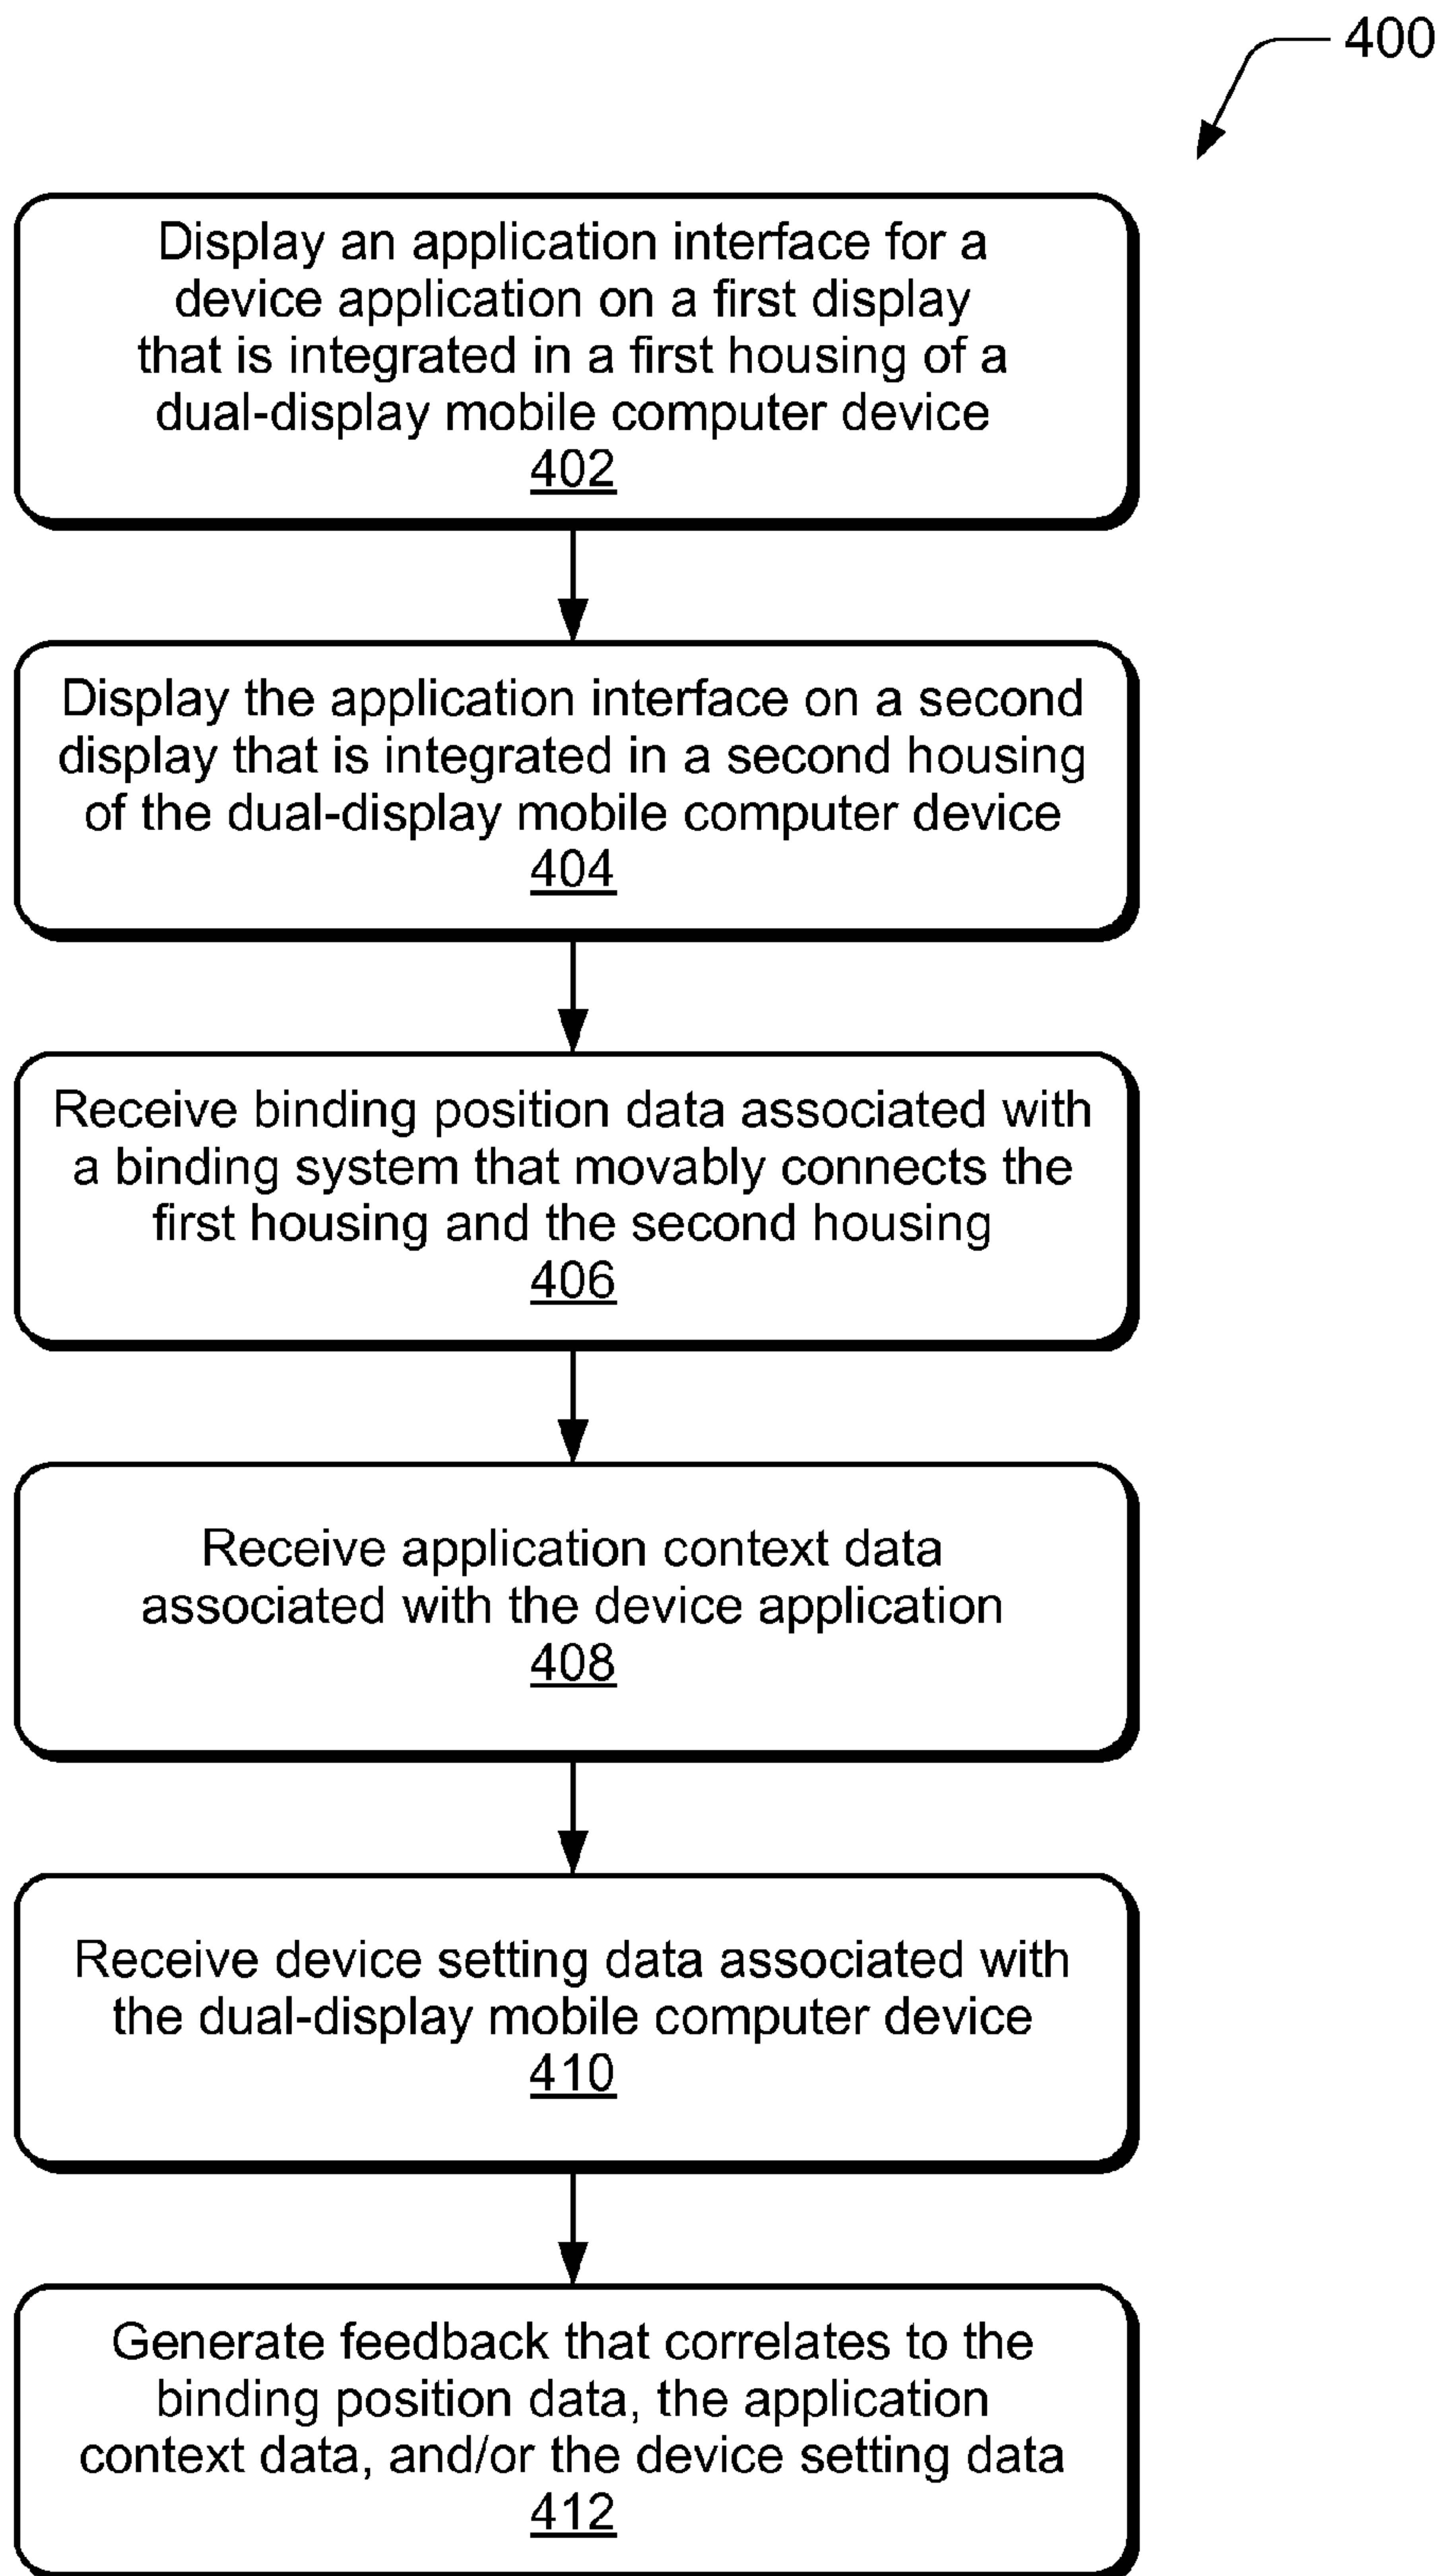 400
Display an application interface for a
device application on a first display
that is integrated in a first housing of a
dual-display mobile computer device
402
Display the application interface on a second
display that is integrated in a second housing
of the dual-display mobile computer device
404
Receive binding position data associated with
a binding system that movably connects the
first housing and the second housing
406
Receive application context data
associated with the device application
408
Receive device setting data associated with
the dual-display mobile computer device
410
Generate feedback that correlates to the
binding position data, the application
context data, and/or the device setting data
412